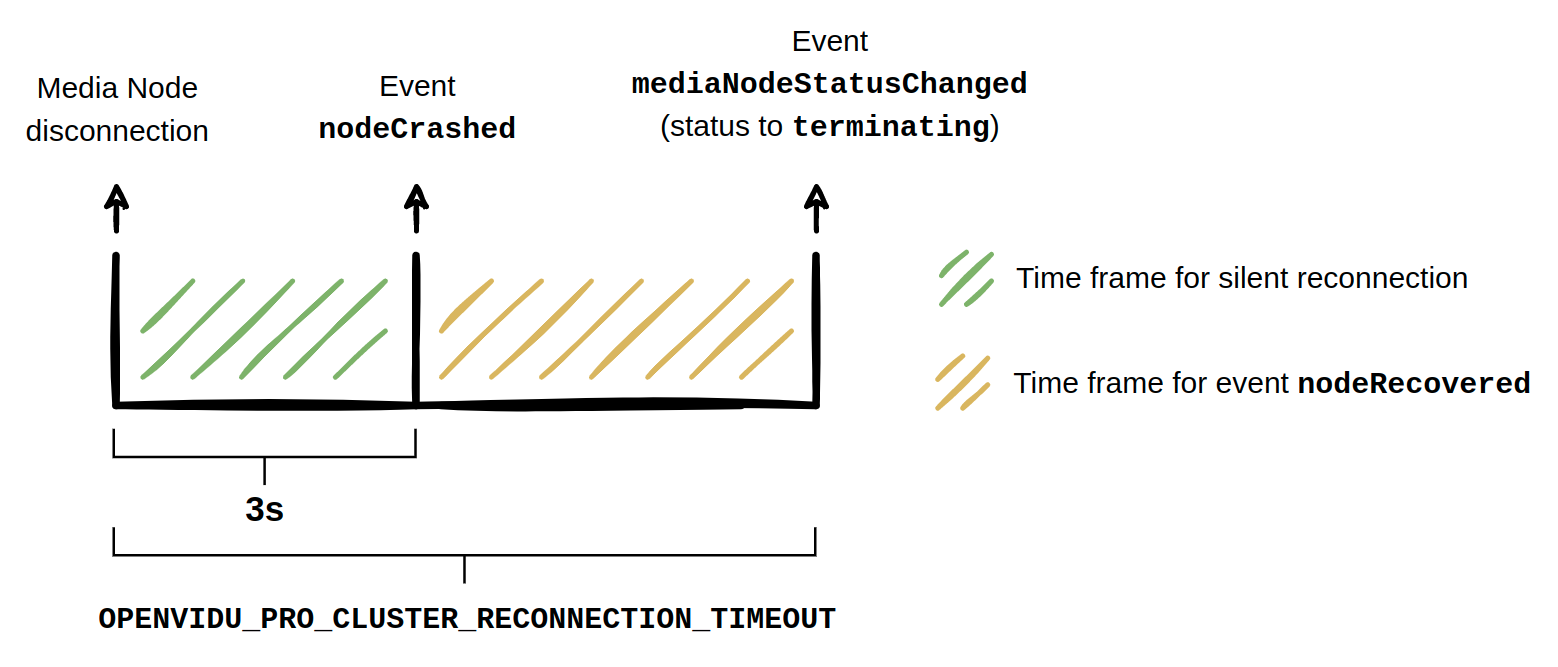 Media Node
disconnection
Event
nodeCrashed
Event
mediaNodeStatusChanged
(status to terminating)
Time frame for silent reconnection
Time frame for event nodeRecovered
3s
OPENVIDU_PRO_CLUSTER_RECONNECTION_TIMEOUT